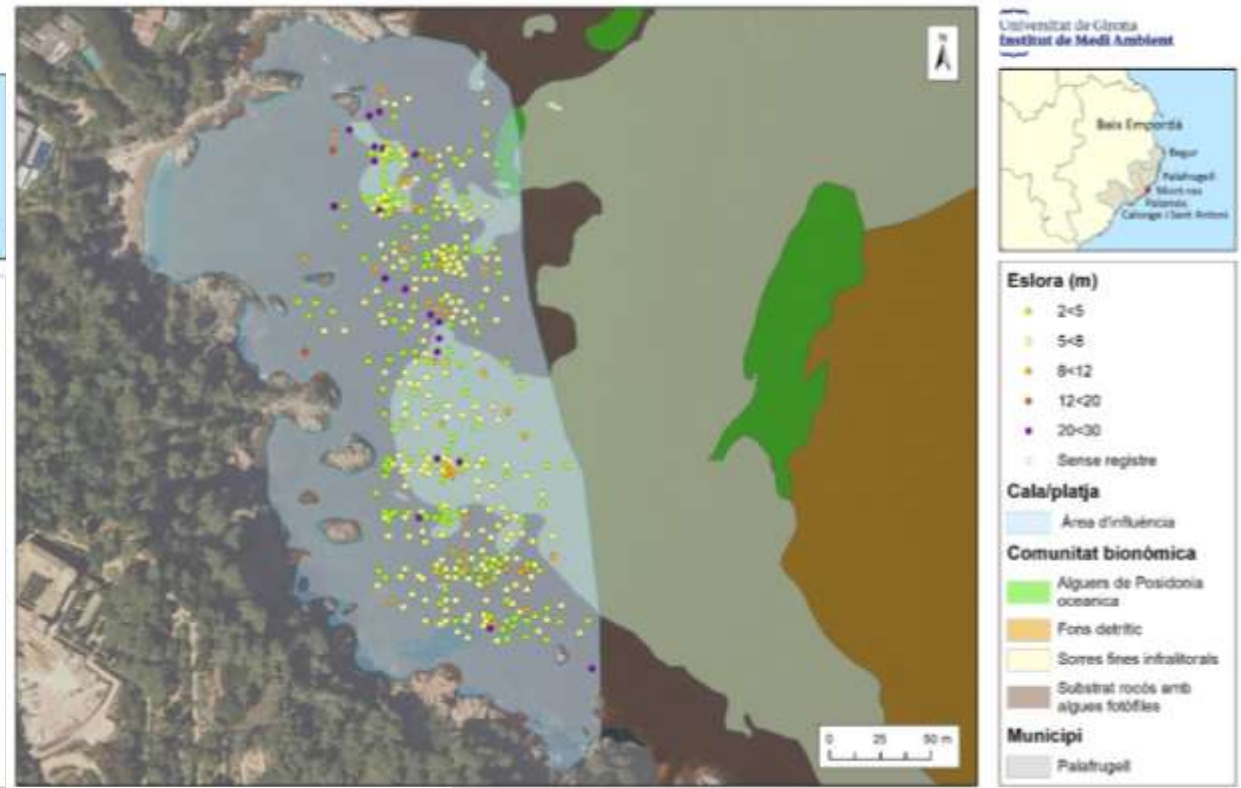 N
Universitat de Girona
Institut de Medi Ambient
Baix Empordà
Begur
Palafrugell
Mont-ras
Palamós
Calonge i Sant Antoni
Eslora (m)
2<5
5<8
8<12
12<20
20<30
Sense registre
Cala/platja
Àrea d'influència
Comunitat bionòmica
Alguers de Posidonia
oceanica
Fons detrític
Sorres fines infralitorals
Substrat rocós amb
algues fotòfiles
Municipi
Palafrugell
0 25 50 m